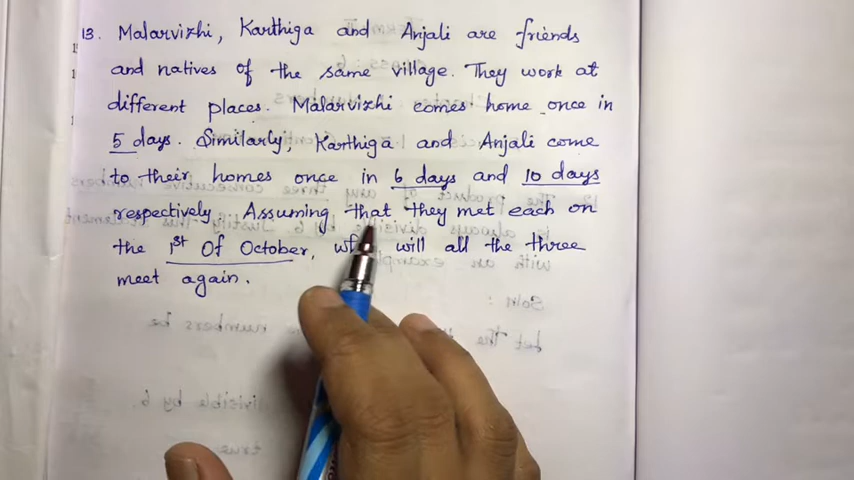 13. Malarvizhi, Karthiga and Anjali are friends
and natives of the same village. They work at
different places. Malarvizhi comes home once in
5 days. Similarly, Karthiga and Anjali come
to their homes once in 6 days and 10 days
respectively. Assuming that they met each on
the 1st Of October, will all the three
meet again.